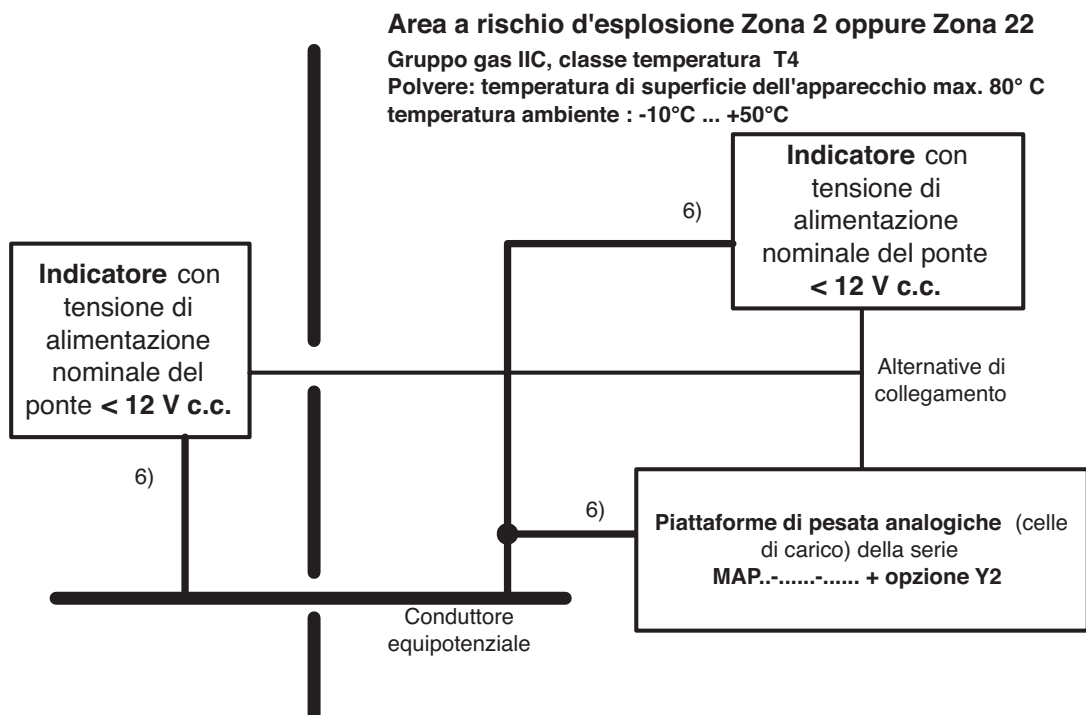 Area a rischio d'esplosione Zona 2 oppure Zona 22
Gruppo gas IIC, classe temperatura T4
Polvere: temperatura di superficie dell'apparecchio max. 80° C
temperatura ambiente : -10°C ... +50°C
Indicatore con
tensione di
alimentazione
nominale del ponte
< 12 V c.c.
6)
Indicatore con
tensione di
alimentazione
nominale del
ponte < 12 V c.c.
6)
Alternative di
collegamento
6)
Piattaforme di pesata analogiche (celle
di carico) della serie
MAP..-......-...... + opzione Y2
Conduttore
equipotenziale